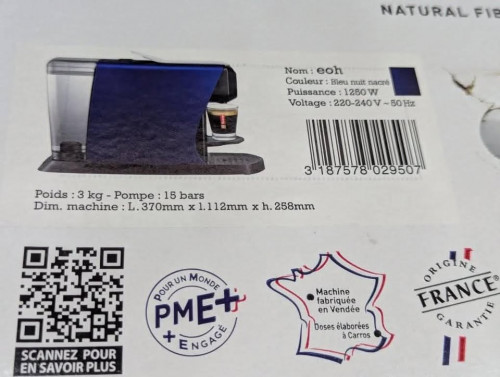 NATURAL FIB
Nom : eoh
Couleur : Bleu nuit nacré
Puissance : 1250 W
Voltage : 220-240 V ~ 50 Hz
3 187578 029507
Poids : 3 kg - Pompe : 15 bars
Dim. machine : L. 370mm x l.112mm x h. 258mm
POUR UN MONDE
PME+
+ ENGAGÉ
Machine
fabriquée
en Vendée
Doses élaborées
à Carros
ORIGINE
FRANCE
GARANTIE
SCANNEZ POUR
EN SAVOIR PLUS